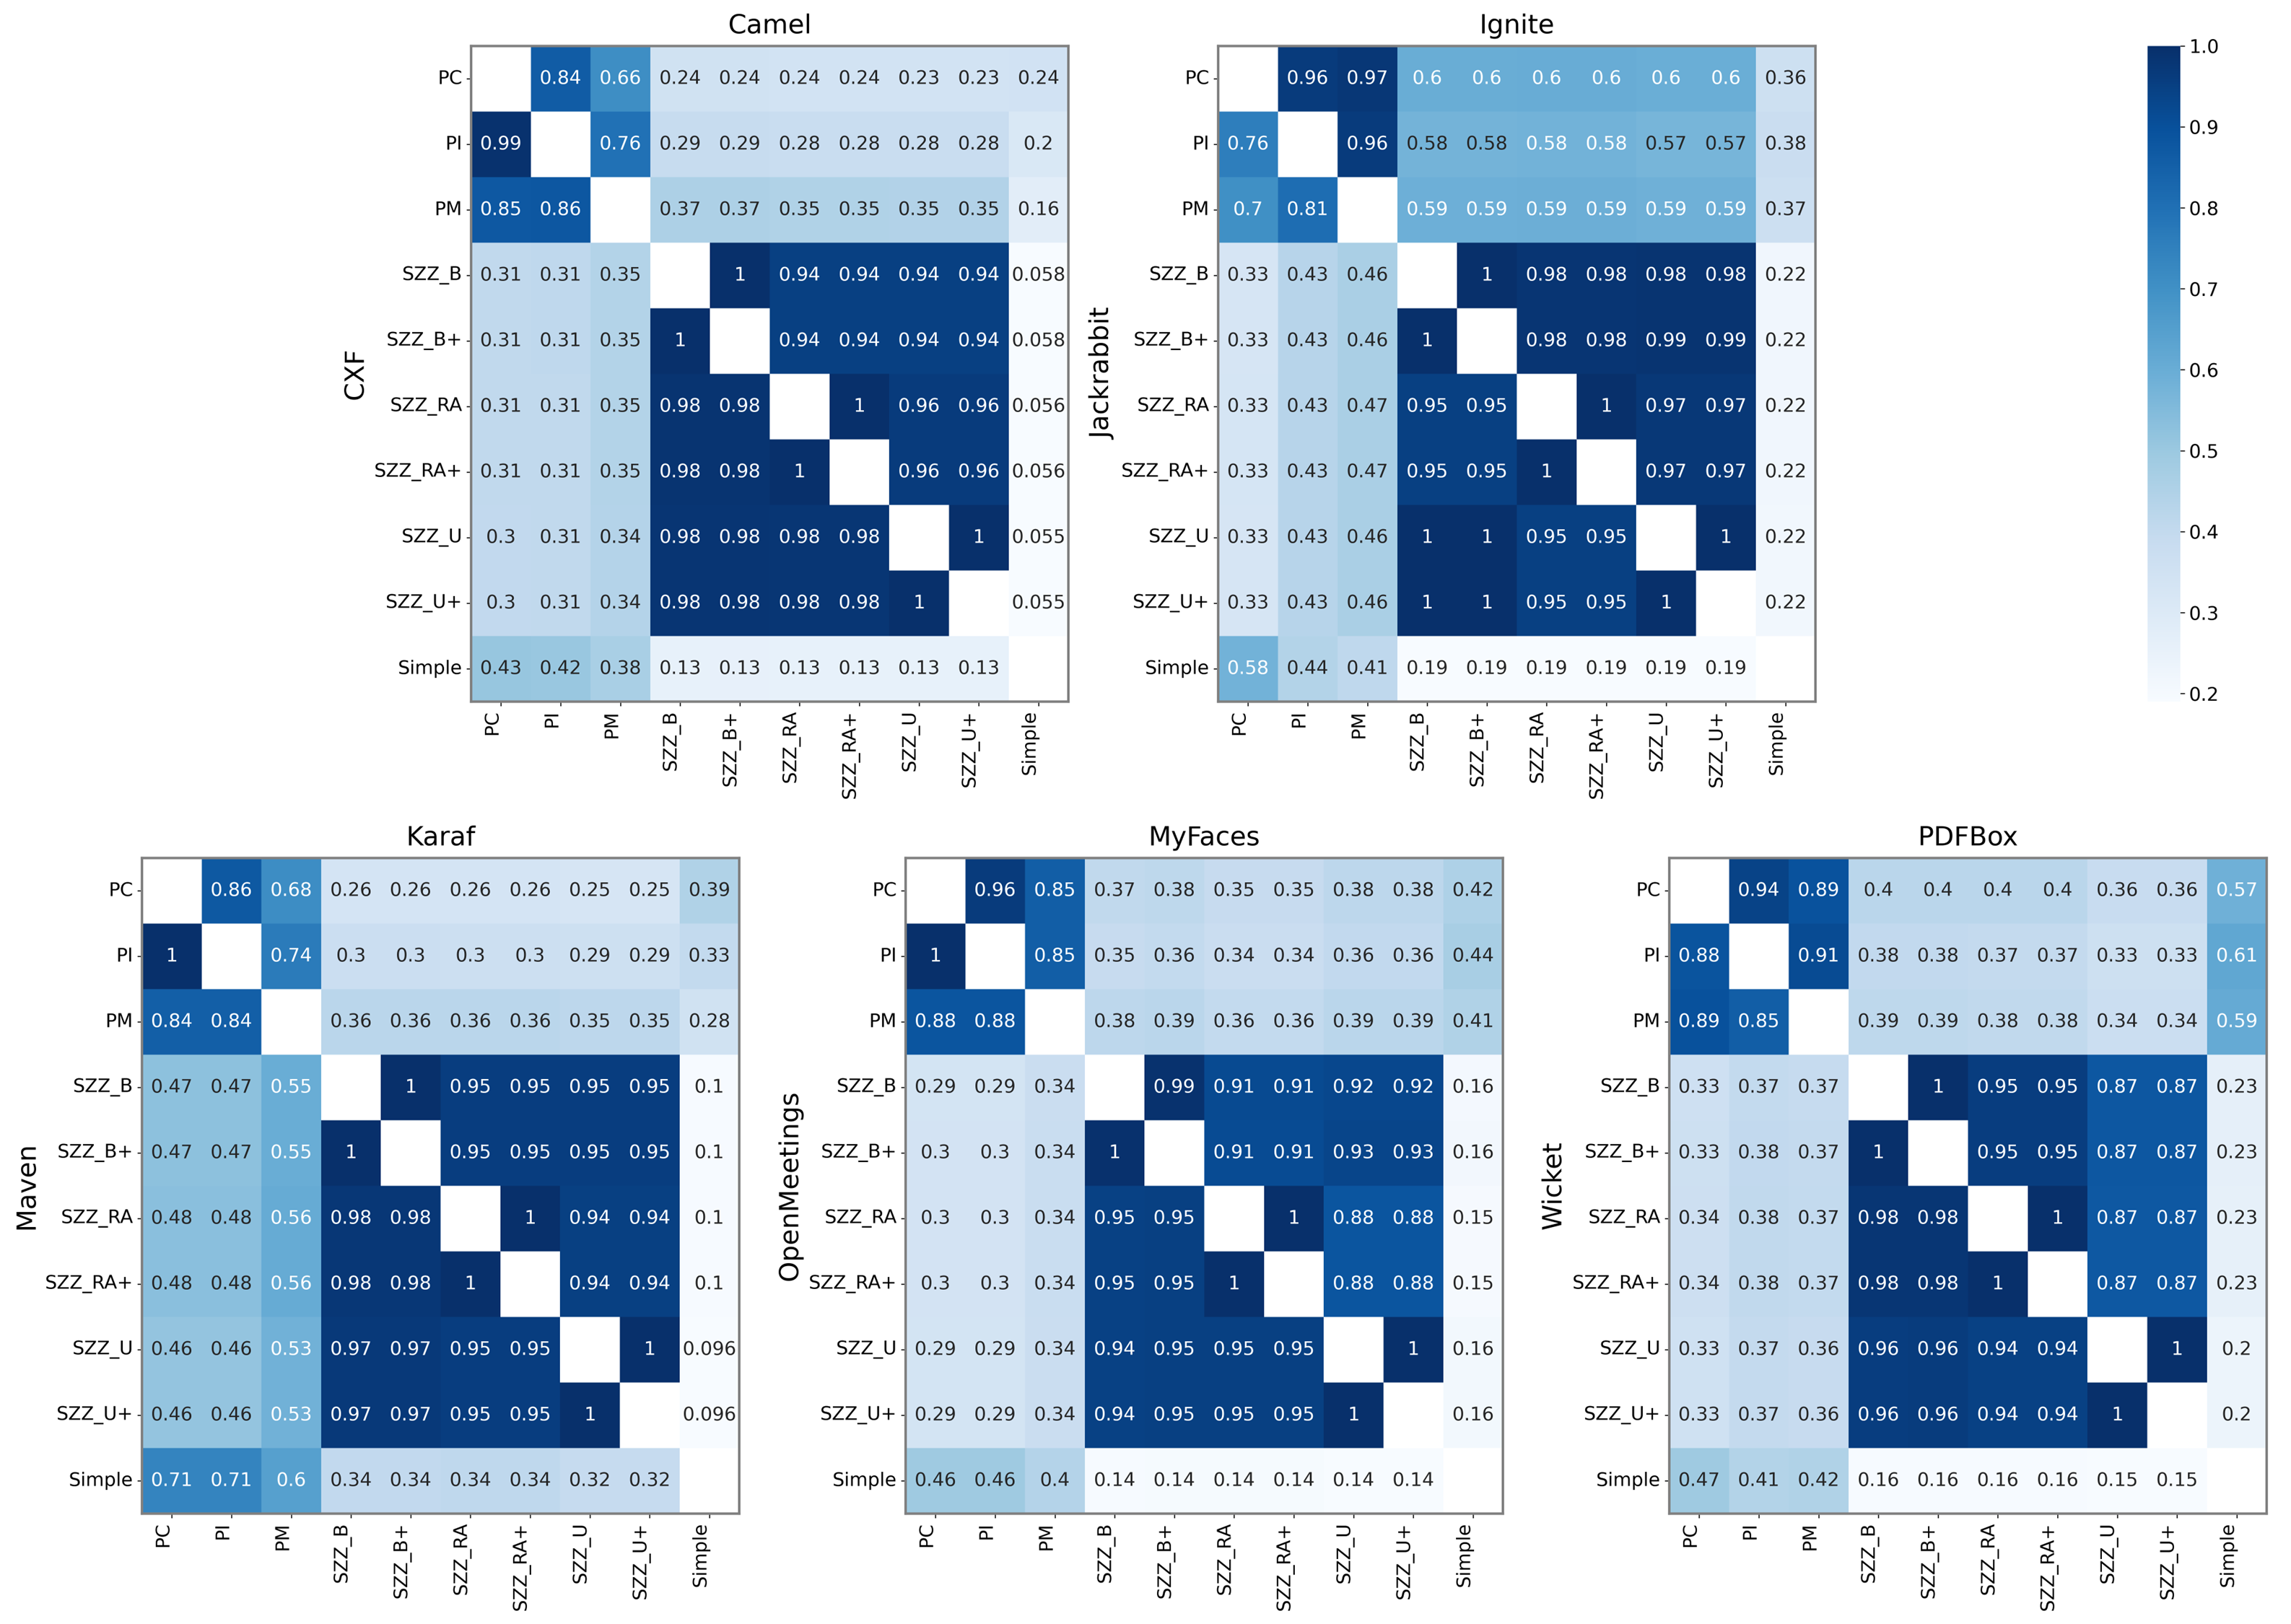 Camel
Ignite
PC 0.84 0.66 0.24 0.24 0.24 0.24 0.23 0.23 0.24
PI 0.99 0.76 0.29 0.29 0.28 0.28 0.28 0.28 0.2
PM 0.85 0.86 0.37 0.37 0.35 0.35 0.35 0.35 0.16
SZZ_B 0.31 0.31 0.35 1 0.94 0.94 0.94 0.94 0.058
SZZ_B+ 0.31 0.31 0.35 1 0.94 0.94 0.94 0.94 0.058
SZZ_RA 0.31 0.31 0.35 0.98 0.98 1 0.96 0.96 0.056
SZZ_RA+ 0.31 0.31 0.35 0.98 0.98 1 0.96 0.96 0.056
SZZ_U 0.3 0.31 0.34 0.98 0.98 0.98 0.98 1 0.055
SZZ_U+ 0.3 0.31 0.34 0.98 0.98 0.98 0.98 1 0.055
Simple 0.43 0.42 0.38 0.13 0.13 0.13 0.13 0.13 0.13
PC PI PM SZZ_B SZZ_B+ SZZ_RA SZZ_RA+ SZZ_U SZZ_U+ Simple
CXF
PC 0.96 0.97 0.6 0.6 0.6 0.6 0.6 0.6 0.36
PI 0.76 0.96 0.58 0.58 0.58 0.58 0.57 0.57 0.38
PM 0.7 0.81 0.59 0.59 0.59 0.59 0.59 0.59 0.37
SZZ_B 0.33 0.43 0.46 1 0.98 0.98 0.98 0.98 0.22
SZZ_B+ 0.33 0.43 0.46 1 0.98 0.98 0.99 0.99 0.22
SZZ_RA 0.33 0.43 0.47 0.95 0.95 1 0.97 0.97 0.22
SZZ_RA+ 0.33 0.43 0.47 0.95 0.95 1 0.97 0.97 0.22
SZZ_U 0.33 0.43 0.46 1 1 0.95 0.95 1 0.22
SZZ_U+ 0.33 0.43 0.46 1 1 0.95 0.95 1 0.22
Simple 0.58 0.44 0.41 0.19 0.19 0.19 0.19 0.19 0.19
PC PI PM SZZ_B SZZ_B+ SZZ_RA SZZ_RA+ SZZ_U SZZ_U+ Simple
Jackrabbit
1.0
0.9
0.8
0.7
0.6
0.5
0.4
0.3
0.2
Karaf
MyFaces
PDFBox
PC 0.86 0.68 0.26 0.26 0.26 0.26 0.25 0.25 0.39
PI 1 0.74 0.3 0.3 0.3 0.3 0.29 0.29 0.33
PM 0.84 0.84 0.36 0.36 0.36 0.36 0.35 0.35 0.28
SZZ_B 0.47 0.47 0.55 1 0.95 0.95 0.95 0.95 0.1
SZZ_B+ 0.47 0.47 0.55 1 0.95 0.95 0.95 0.95 0.1
SZZ_RA 0.48 0.48 0.56 0.98 0.98 1 0.94 0.94 0.1
SZZ_RA+ 0.48 0.48 0.56 0.98 0.98 1 0.94 0.94 0.1
SZZ_U 0.46 0.46 0.53 0.97 0.97 0.95 0.95 1 0.096
SZZ_U+ 0.46 0.46 0.53 0.97 0.97 0.95 0.95 1 0.096
Simple 0.71 0.71 0.6 0.34 0.34 0.34 0.34 0.32 0.32
PC PI PM SZZ_B SZZ_B+ SZZ_RA SZZ_RA+ SZZ_U SZZ_U+ Simple
Maven
PC 0.96 0.85 0.37 0.38 0.35 0.35 0.38 0.38 0.42
PI 1 0.85 0.35 0.36 0.34 0.34 0.36 0.36 0.44
PM 0.88 0.88 0.38 0.39 0.36 0.36 0.39 0.39 0.41
SZZ_B 0.29 0.29 0.34 0.99 0.91 0.91 0.92 0.92 0.16
SZZ_B+ 0.3 0.3 0.34 1 0.91 0.91 0.93 0.93 0.16
SZZ_RA 0.3 0.3 0.34 0.95 0.95 1 0.88 0.88 0.15
SZZ_RA+ 0.3 0.3 0.34 0.95 0.95 1 0.88 0.88 0.15
SZZ_U 0.29 0.29 0.34 0.94 0.95 0.95 0.95 1 0.16
SZZ_U+ 0.29 0.29 0.34 0.94 0.95 0.95 0.95 1 0.16
Simple 0.46 0.46 0.4 0.14 0.14 0.14 0.14 0.14 0.14
PC PI PM SZZ_B SZZ_B+ SZZ_RA SZZ_RA+ SZZ_U SZZ_U+ Simple
OpenMeetings
PC 0.94 0.89 0.4 0.4 0.4 0.4 0.36 0.36 0.57
PI 0.88 0.91 0.38 0.38 0.37 0.37 0.33 0.33 0.61
PM 0.89 0.85 0.39 0.39 0.38 0.38 0.34 0.34 0.59
SZZ_B 0.33 0.37 0.37 1 0.95 0.95 0.87 0.87 0.23
SZZ_B+ 0.33 0.38 0.37 1 0.95 0.95 0.87 0.87 0.23
SZZ_RA 0.34 0.38 0.37 0.98 0.98 1 0.87 0.87 0.23
SZZ_RA+ 0.34 0.38 0.37 0.98 0.98 1 0.87 0.87 0.23
SZZ_U 0.33 0.37 0.36 0.96 0.96 0.94 0.94 1 0.2
SZZ_U+ 0.33 0.37 0.36 0.96 0.96 0.94 0.94 1 0.2
Simple 0.47 0.41 0.42 0.16 0.16 0.16 0.16 0.15 0.15
PC PI PM SZZ_B SZZ_B+ SZZ_RA SZZ_RA+ SZZ_U SZZ_U+ Simple
Wicket